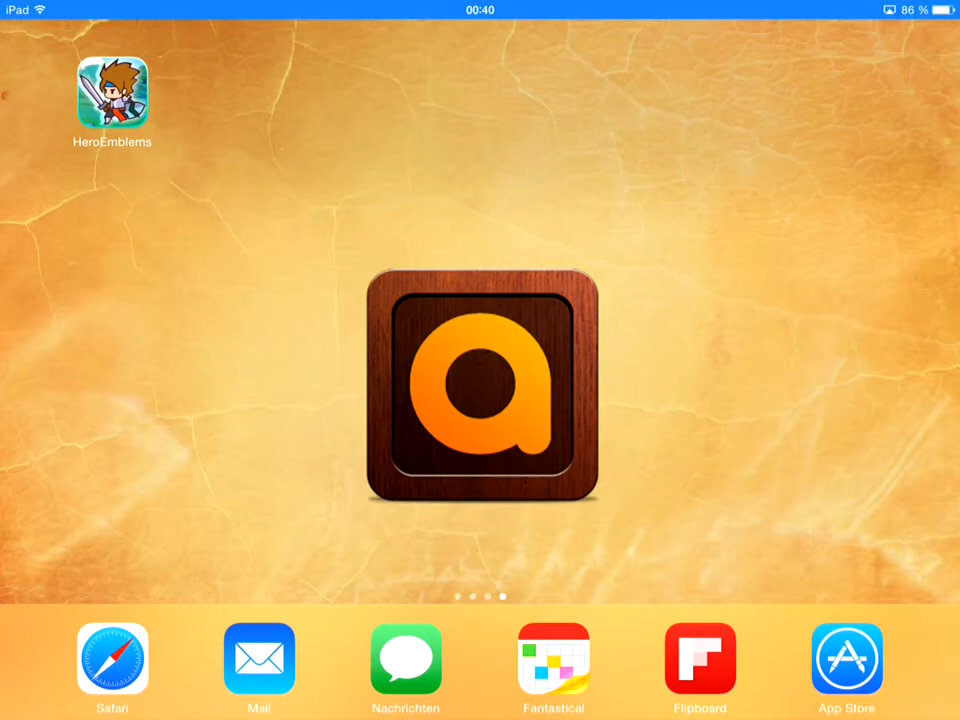 iPad 00:40 86 %
HeroEmblems
a
Safari Mail Nachrichten Fantastical Flipboard App Store